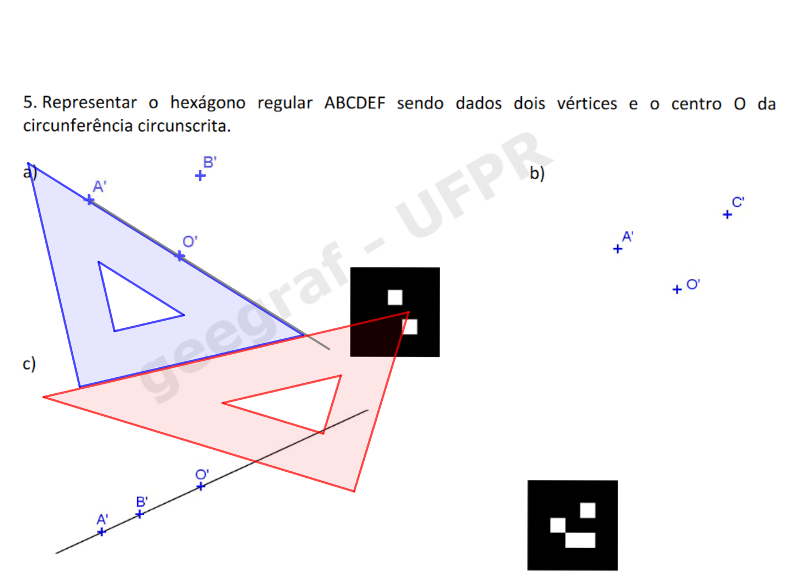 5. Representar o hexágono regular ABCDEF sendo dados dois vértices e o centro O da
circunferência circunscrita.
a)
B'
b)
A'
C'
A'
O'
O'
geegraf - UFPR
c)
O'
B'
A'